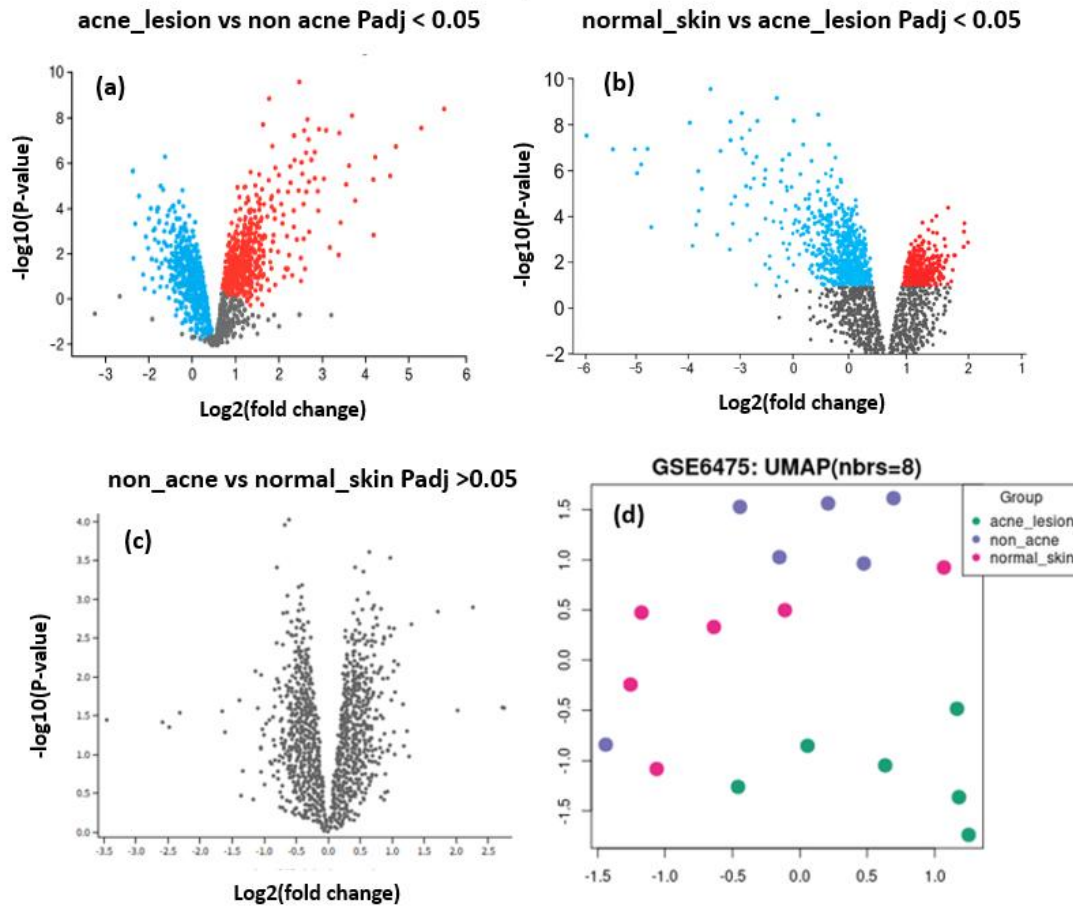 acne_lesion vs non acne Padj < 0.05
(a)
-log10(P-value)
10
8
6
4
2
0
-2
-3 -2 -1 0 1 2 3 4 5 6
Log2(fold change)
normal_skin vs acne_lesion Padj < 0.05
(b)
-log10(P-value)
10
8
6
4
2
0
-2
-6 -5 -4 -3 -2 0 0 1 2 1
Log2(fold change)
non_acne vs normal_skin Padj >0.05
(c)
-log10(P-value)
4.0
3.5
3.0
2.5
2.0
1.5
1.0
0.5
0.0
-3.5 -3.0 -2.5 -2.0 -1.5 -1.0 -0.5 0.0 0.5 1.0 1.5 2.0 2.5
Log2(fold change)
GSE6475: UMAP(nbrs=8)
(d)
Group
acne_lesion
non_acne
normal_skin
1.5
1.0
0.5
0.0
-0.5
-1.0
-1.5
-1.5 -1.0 -0.5 0.0 0.5 1.0